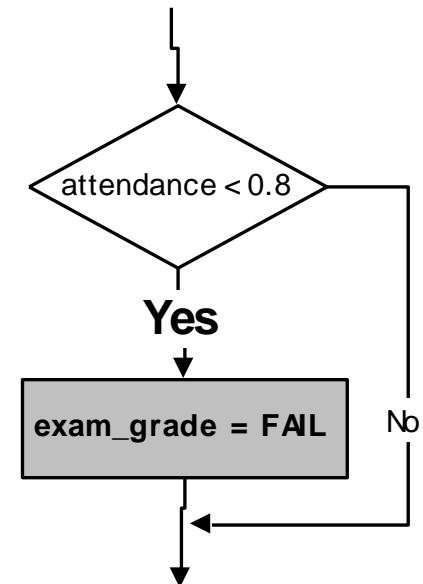 attendance < 0.8
Yes
exam_grade = FAIL
No